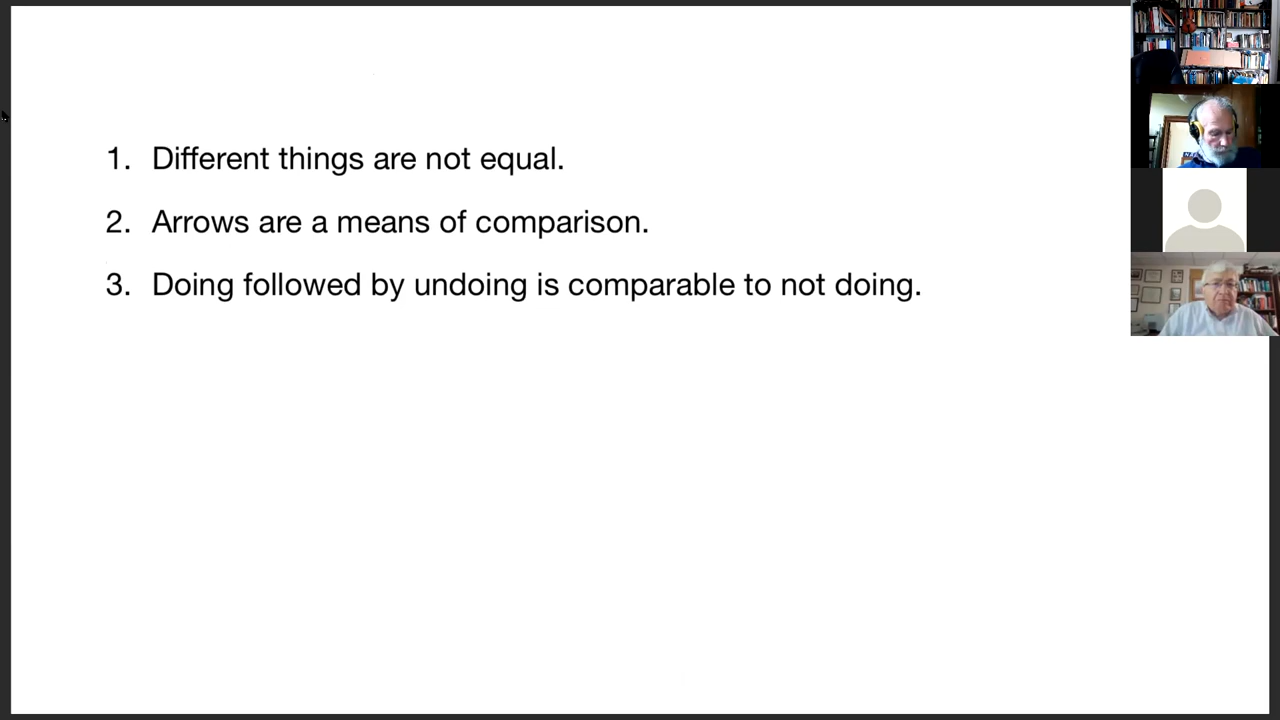 1. Different things are not equal.
2. Arrows are a means of comparison.
3. Doing followed by undoing is comparable to not doing.